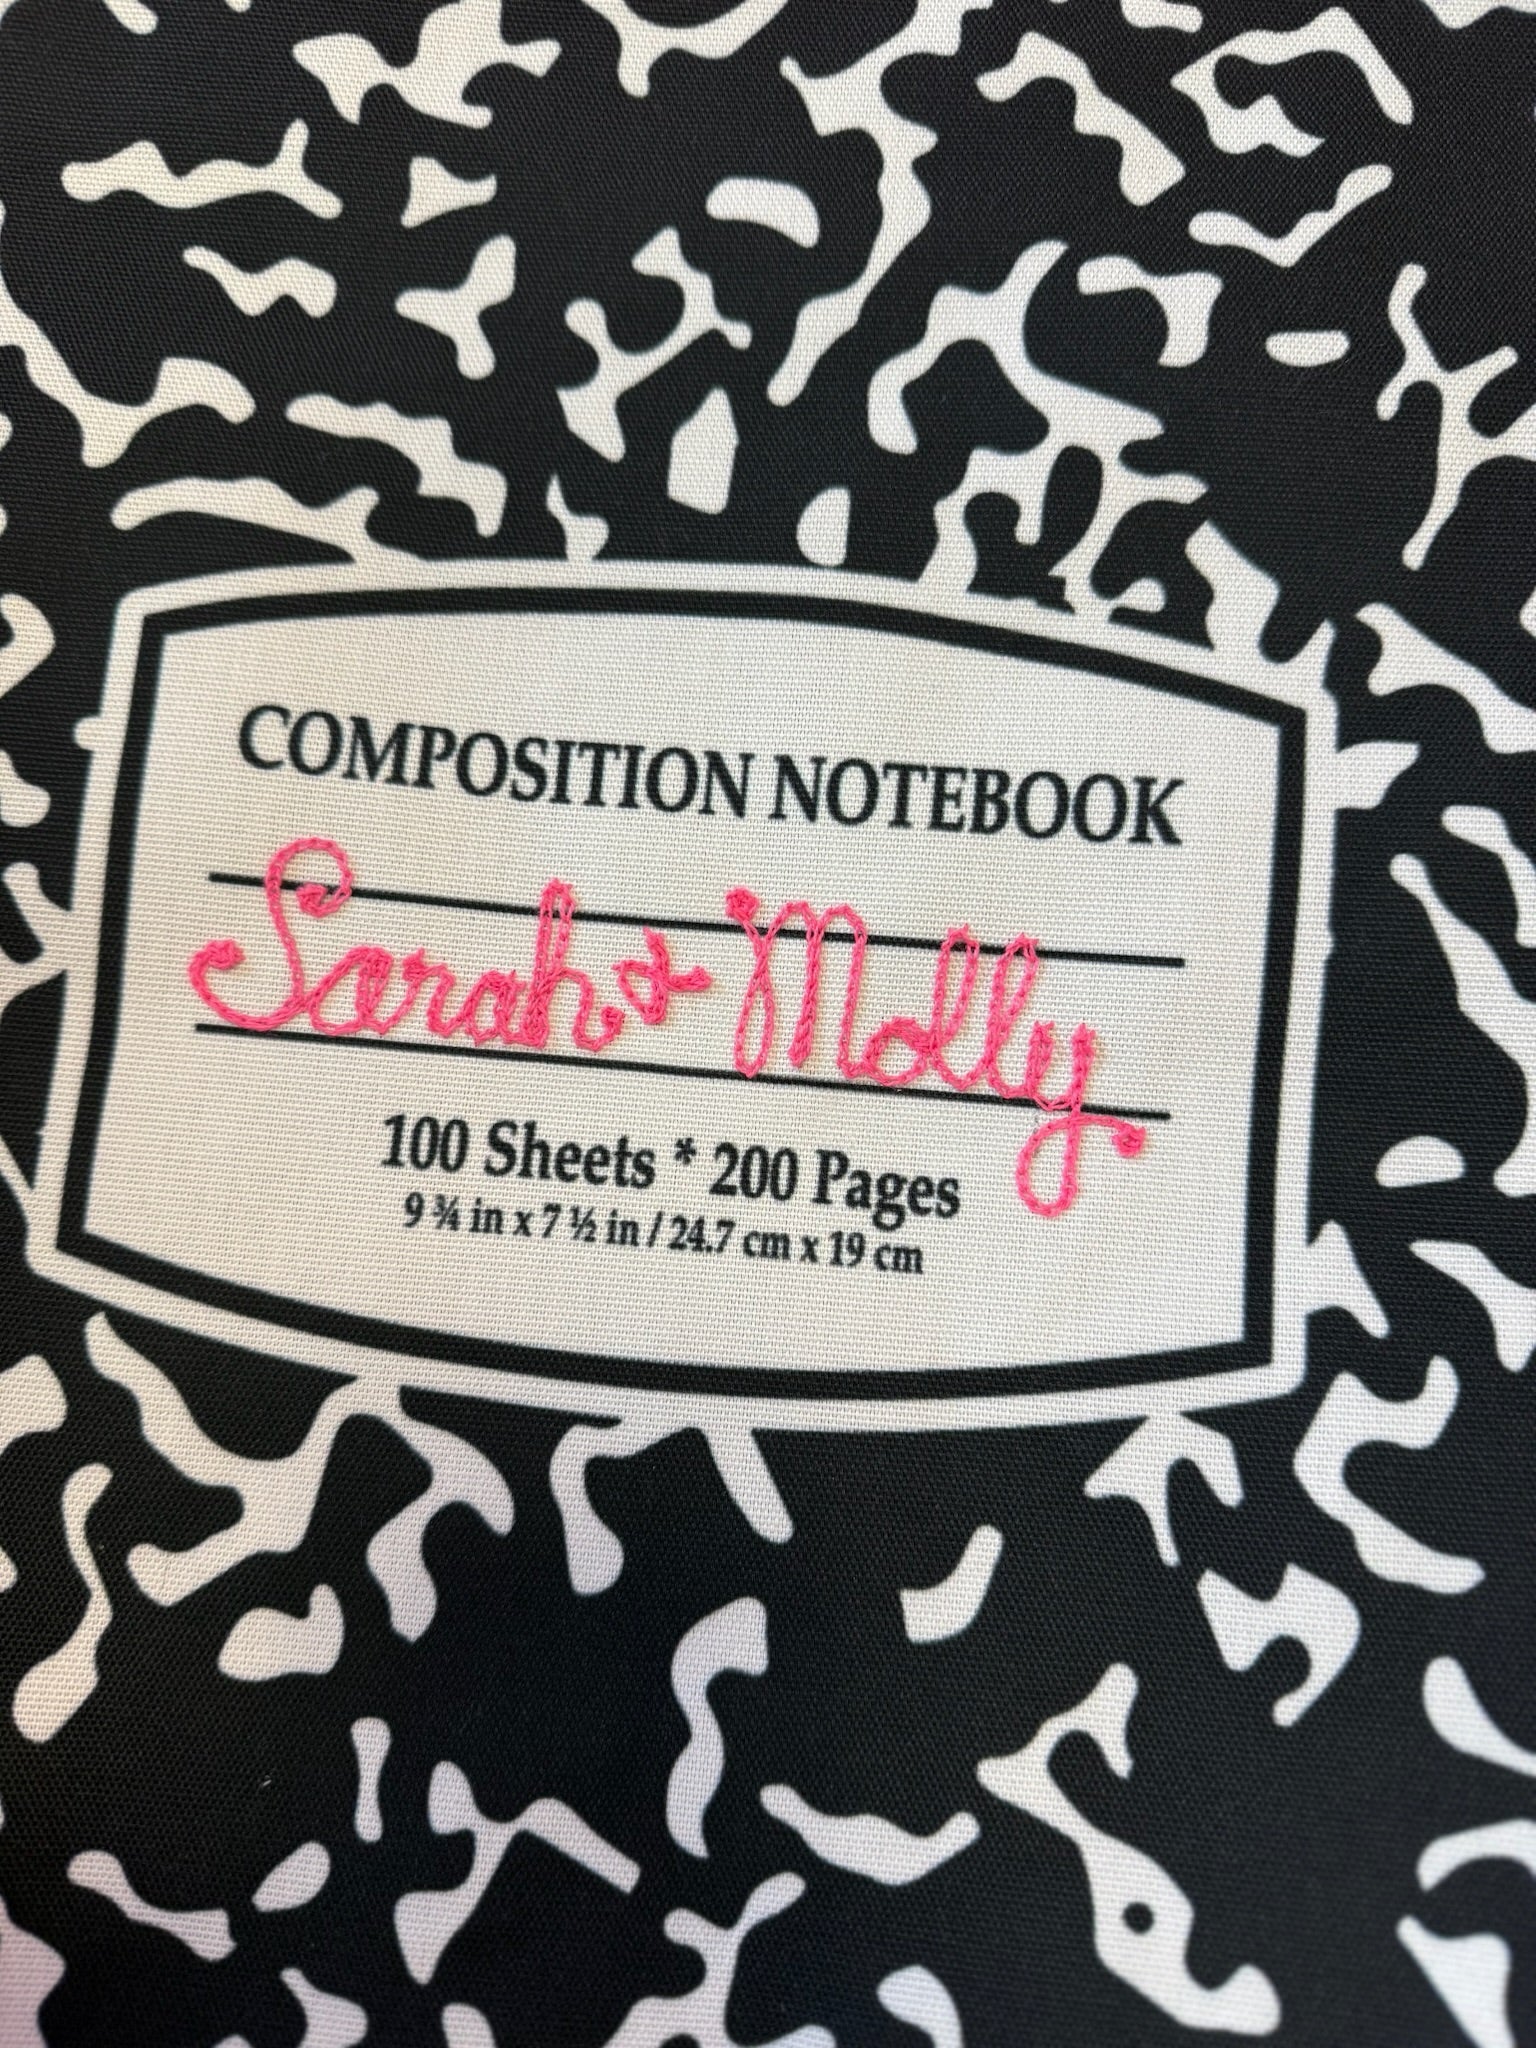 COMPOSITION NOTEBOOK
Sarah & Molly
100 Sheets * 200 Pages
9 ¾ in x 7 ½ in / 24.7 cm x 19 cm